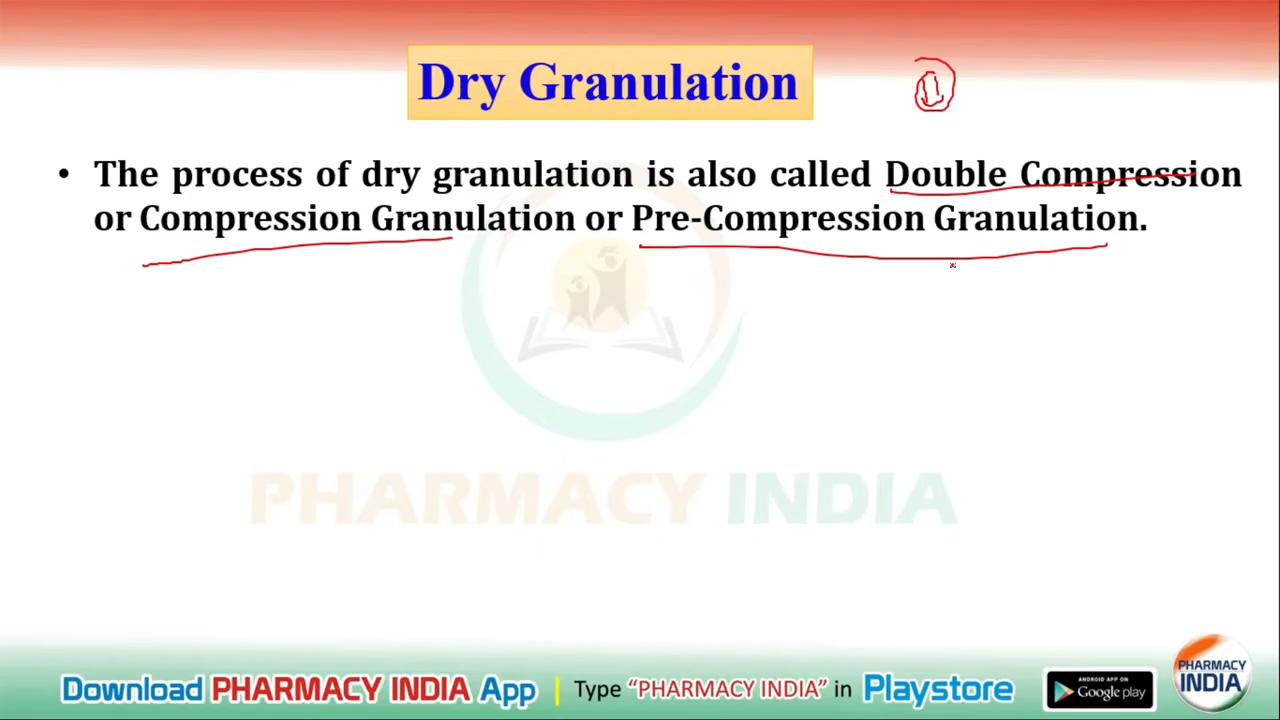 Dry Granulation
• The process of dry granulation is also called Double Compression
or Compression Granulation or Pre-Compression Granulation.
PHARMACY INDIA
Download PHARMACY INDIA App | Type “PHARMACY INDIA” in Playstore
ANDROID APP ON
Google play
PHARMACY
INDIA